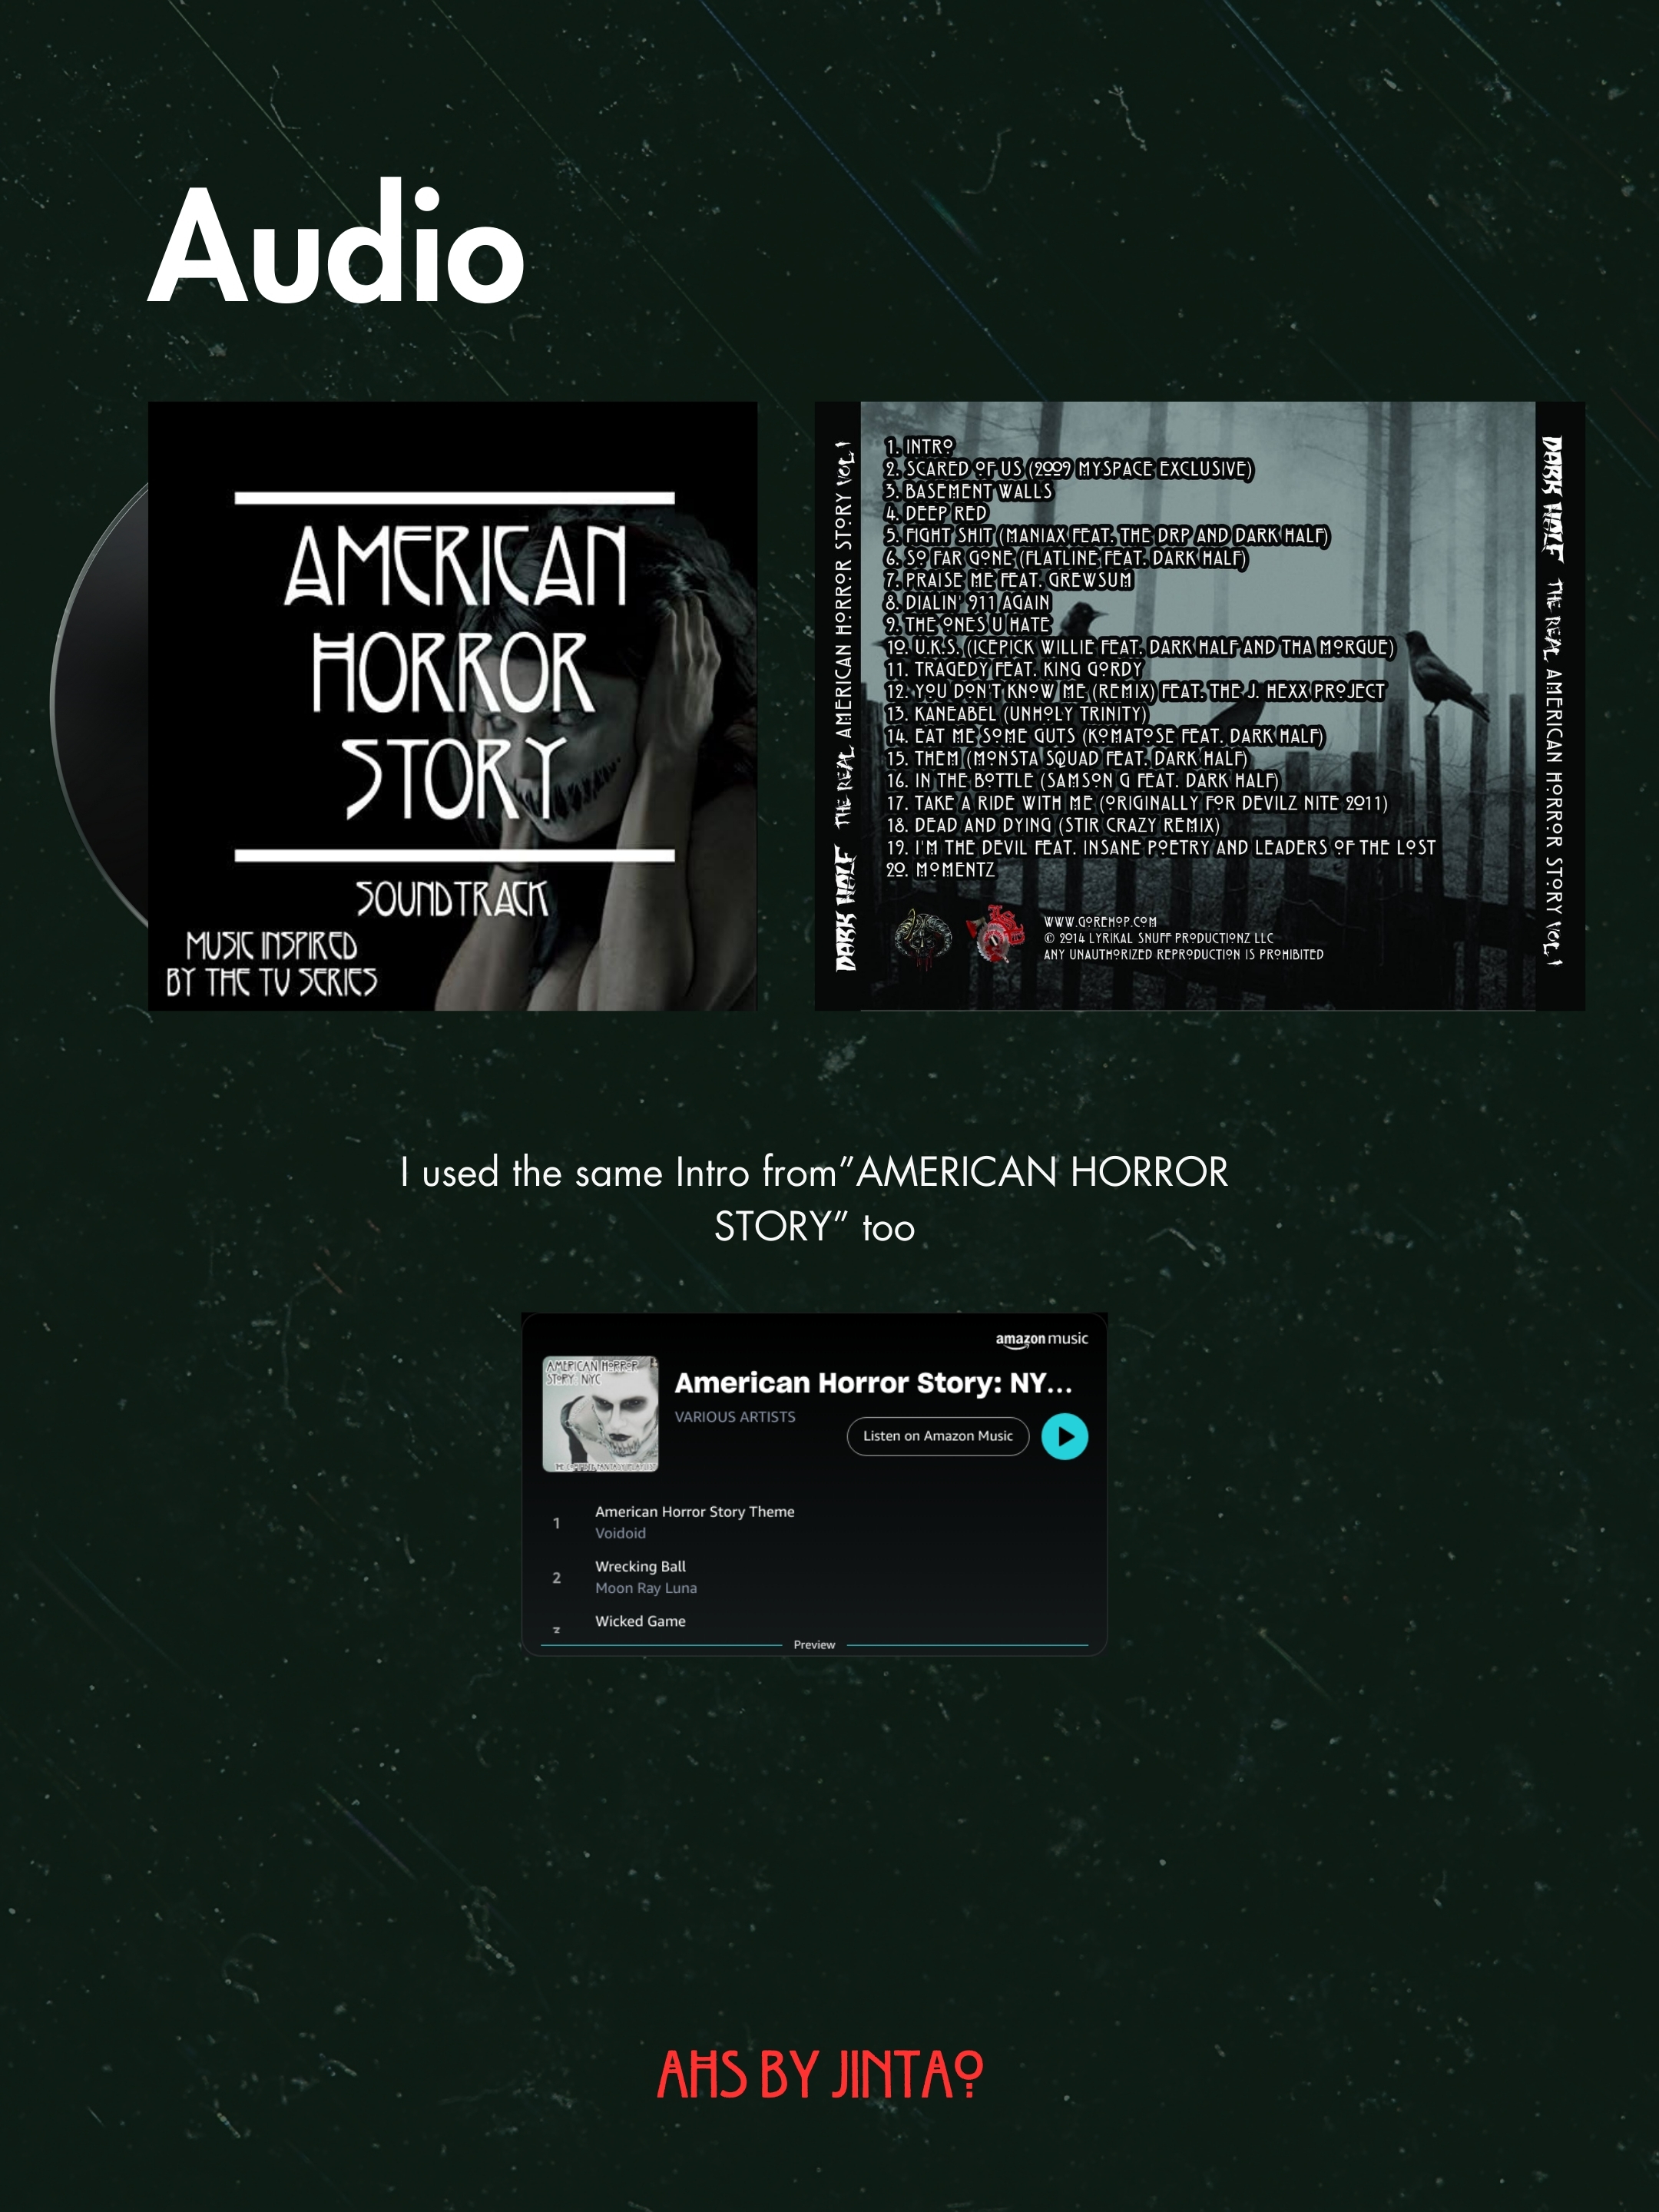 Audio
AMERICAN
HORROR
STORY
SOUNDTRACK
MUSIC INSPIRED
BY THE TV SERIES
DARK HALF THE REAL AMERICAN HORROR STORY VOL 1
1. INTRO
2. SCARED OF US (2009 MYSPACE EXCLUSIVE)
3. BASEMENT WALLS
4. DEEP RED
5. FIGHT SHIT (MANIAX FEAT. THE DRP AND DARK HALF)
6. SO FAR GONE (FLATLINE FEAT. DARK HALF)
7. PRAISE ME FEAT. GREWSUM
8. DIALIN' 911 AGAIN
9. THE ONES U HATE
10. U.K.S. (ICEPICK WILLIE FEAT. DARK HALF AND THA MORGUE)
11. TRAGEDY FEAT. KING GORDY
12. YOU DON'T KNOW ME (REMIX) FEAT. THE J. HEXX PROJECT
13. KANEABEL (UNHOLY TRINITY)
14. EAT ME SOME GUTS (KOMATOSE FEAT. DARK HALF)
15. THEM (MONSTA SQUAD FEAT. DARK HALF)
16. IN THE BOTTLE (SAMSON G FEAT. DARK HALF)
17. TAKE A RIDE WITH ME (ORIGINALLY FOR DEVILZ NITE 2011)
18. DEAD AND DYING (STIR CRAZY REMIX)
19. I'M THE DEVIL FEAT. INSANE POETRY AND LEADERS OF THE LOST
20. MOMENTZ
WWW.GOREHOP.COM
© 2014 LYRIKAL SNUFF PRODUCTIONZ LLC
ANY UNAUTHORIZED REPRODUCTION IS PROHIBITED
DARK HALF THE REAL AMERICAN HORROR STORY VOL 1
I used the same Intro from”AMERICAN HORROR
STORY” too
amazon music
AMERICAN HORROR
STORY NYC
American Horror Story: NY...
VARIOUS ARTISTS
Listen on Amazon Music
1
American Horror Story Theme
Voidoid
2
Wrecking Ball
Moon Ray Luna
Wicked Game
Preview
AHS BY JINTAO